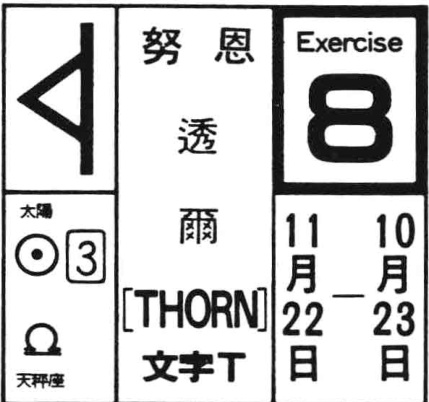 Exercise
8
10月23日
—
11月22日
努 恩
透
爾
[THORN]
文字T
太陽
3
天秤座